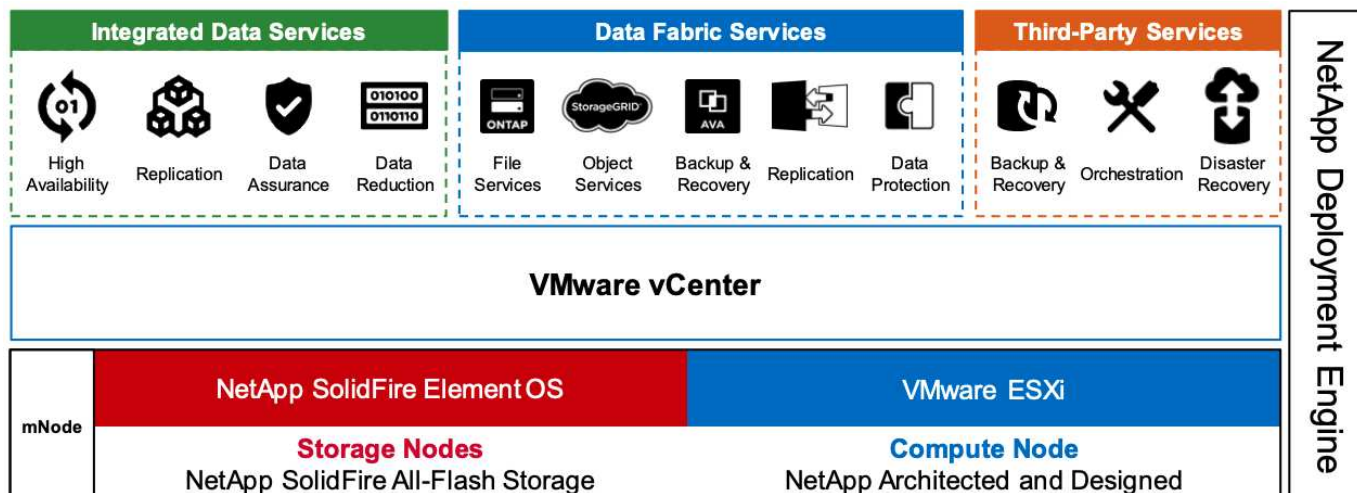 Integrated Data Services
Data Fabric Services
Third-Party Services
01
010100
0110110
ONTAP
StorageGRID
AVA
High
Availability
Replication
Data
Assurance
Data
Reduction
File
Services
Object
Services
Backup &
Recovery
Replication
Data
Protection
Backup &
Recovery
Orchestration
Disaster
Recovery
VMware vCenter
mNode
NetApp SolidFire Element OS
VMware ESXi
Storage Nodes
NetApp SolidFire All-Flash Storage
Compute Node
NetApp Architected and Designed
NetApp Deployment Engine